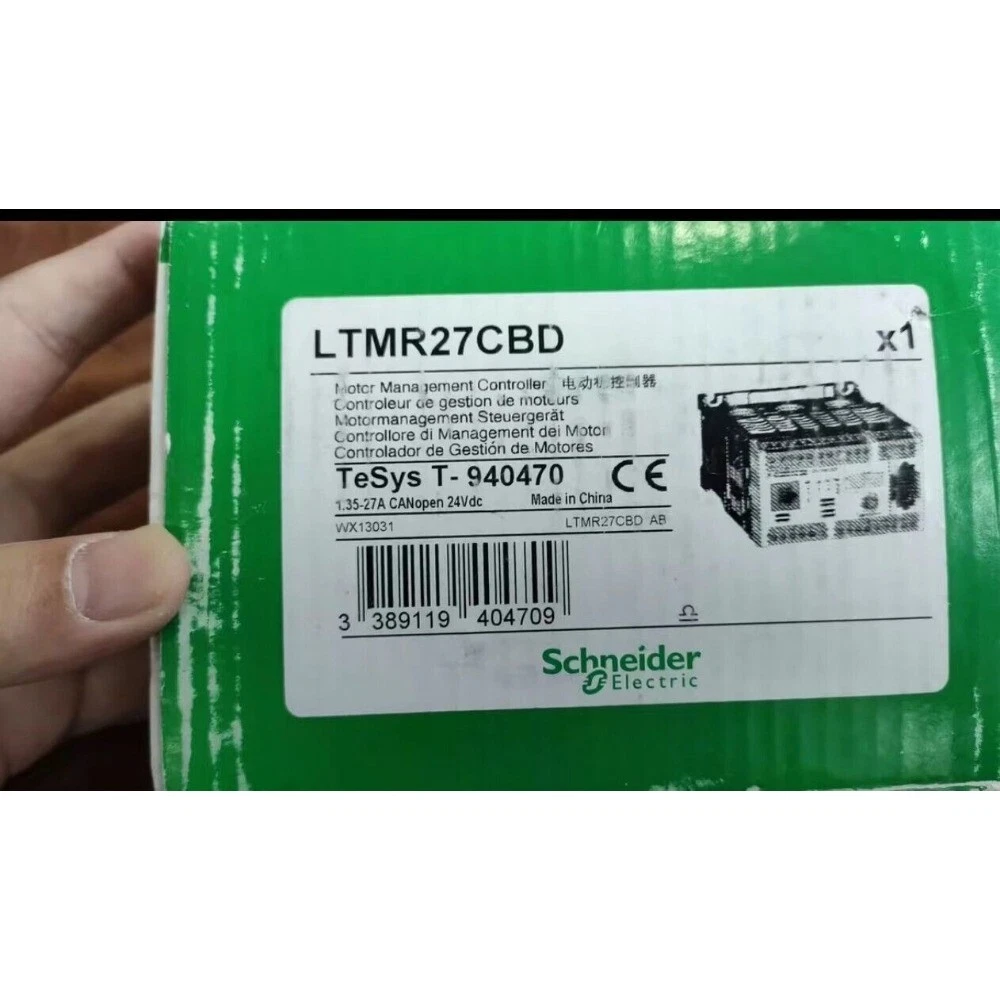 LTMR27CBD
x1
Motor Management Controller 电动机控制器
Controleur de gestion de moteurs
Motormanagement Steuergerät
Controllore di Management dei Motori
Controlador de Gestión de Motores
TeSys T- 940470 CE
1.35-27A CANopen 24Vdc Made in China
WX13031 LTMR27CBD AB
3 389119 404709
Schneider
Electric